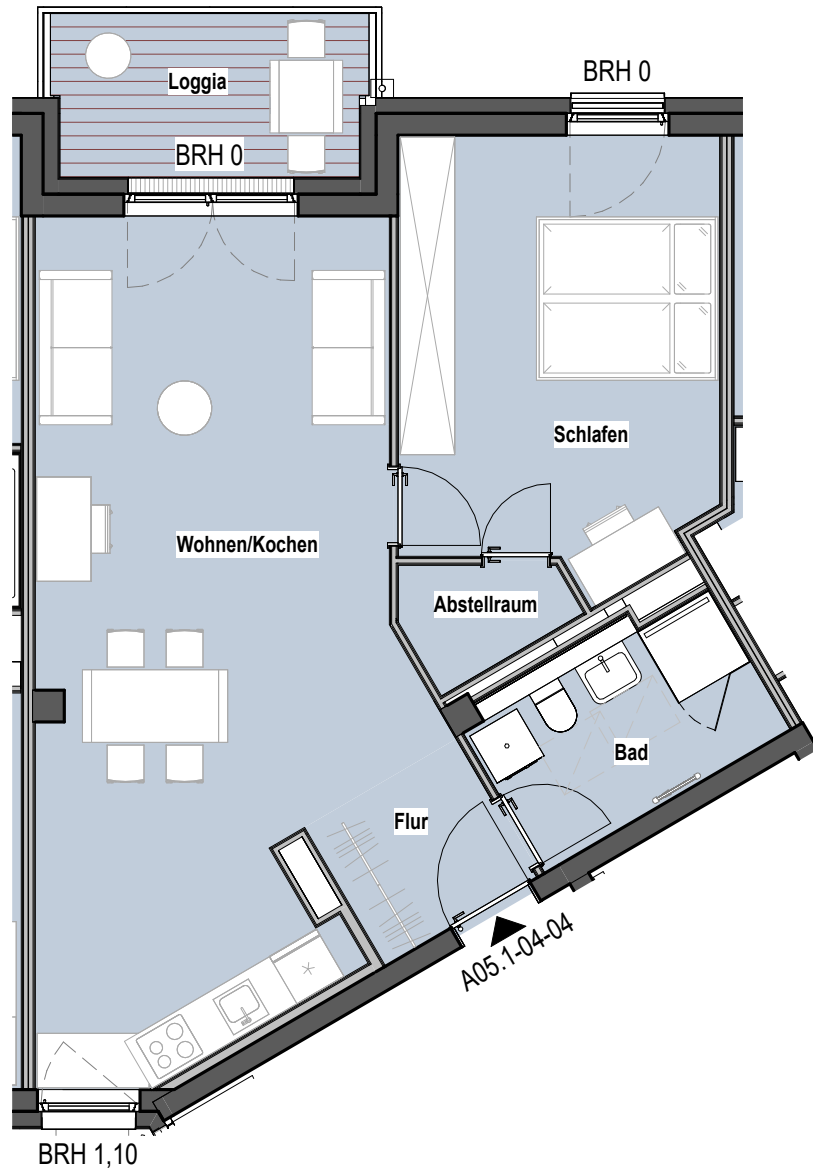 Loggia
BRH 0
BRH 0
Schlafen
Wohnen/Kochen
Abstellraum
Bad
Flur
A05.1-04-04
BRH 1,10